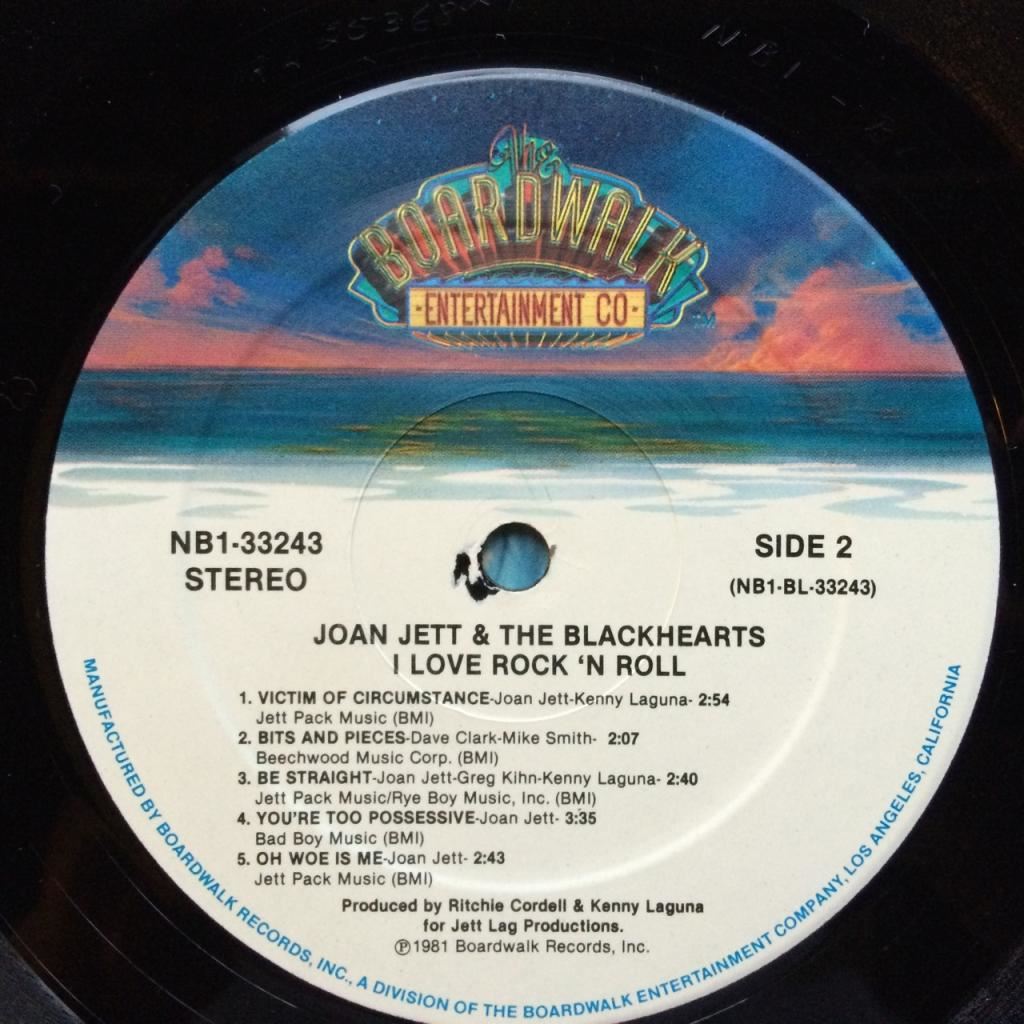 NB1
The
BOARDWALK
·ENTERTAINMENT CO·
TM
NB1-33243
STEREO
SIDE 2
(NB1-BL-33243)
JOAN JETT & THE BLACKHEARTS
I LOVE ROCK 'N ROLL
1. VICTIM OF CIRCUMSTANCE-Joan Jett-Kenny Laguna- 2:54
Jett Pack Music (BMI)
2. BITS AND PIECES-Dave Clark-Mike Smith- 2:07
Beechwood Music Corp. (BMI)
3. BE STRAIGHT-Joan Jett-Greg Kihn-Kenny Laguna- 2:40
Jett Pack Music/Rye Boy Music, Inc. (BMI)
4. YOU'RE TOO POSSESSIVE-Joan Jett- 3:35
Bad Boy Music (BMI)
5. OH WOE IS ME-Joan Jett- 2:43
Jett Pack Music (BMI)
Produced by Ritchie Cordell & Kenny Laguna
for Jett Lag Productions.
℗1981 Boardwalk Records, Inc.
MANUFACTURED BY BOARDWALK RECORDS, INC., A DIVISION OF THE BOARDWALK ENTERTAINMENT COMPANY, LOS ANGELES, CALIFORNIA